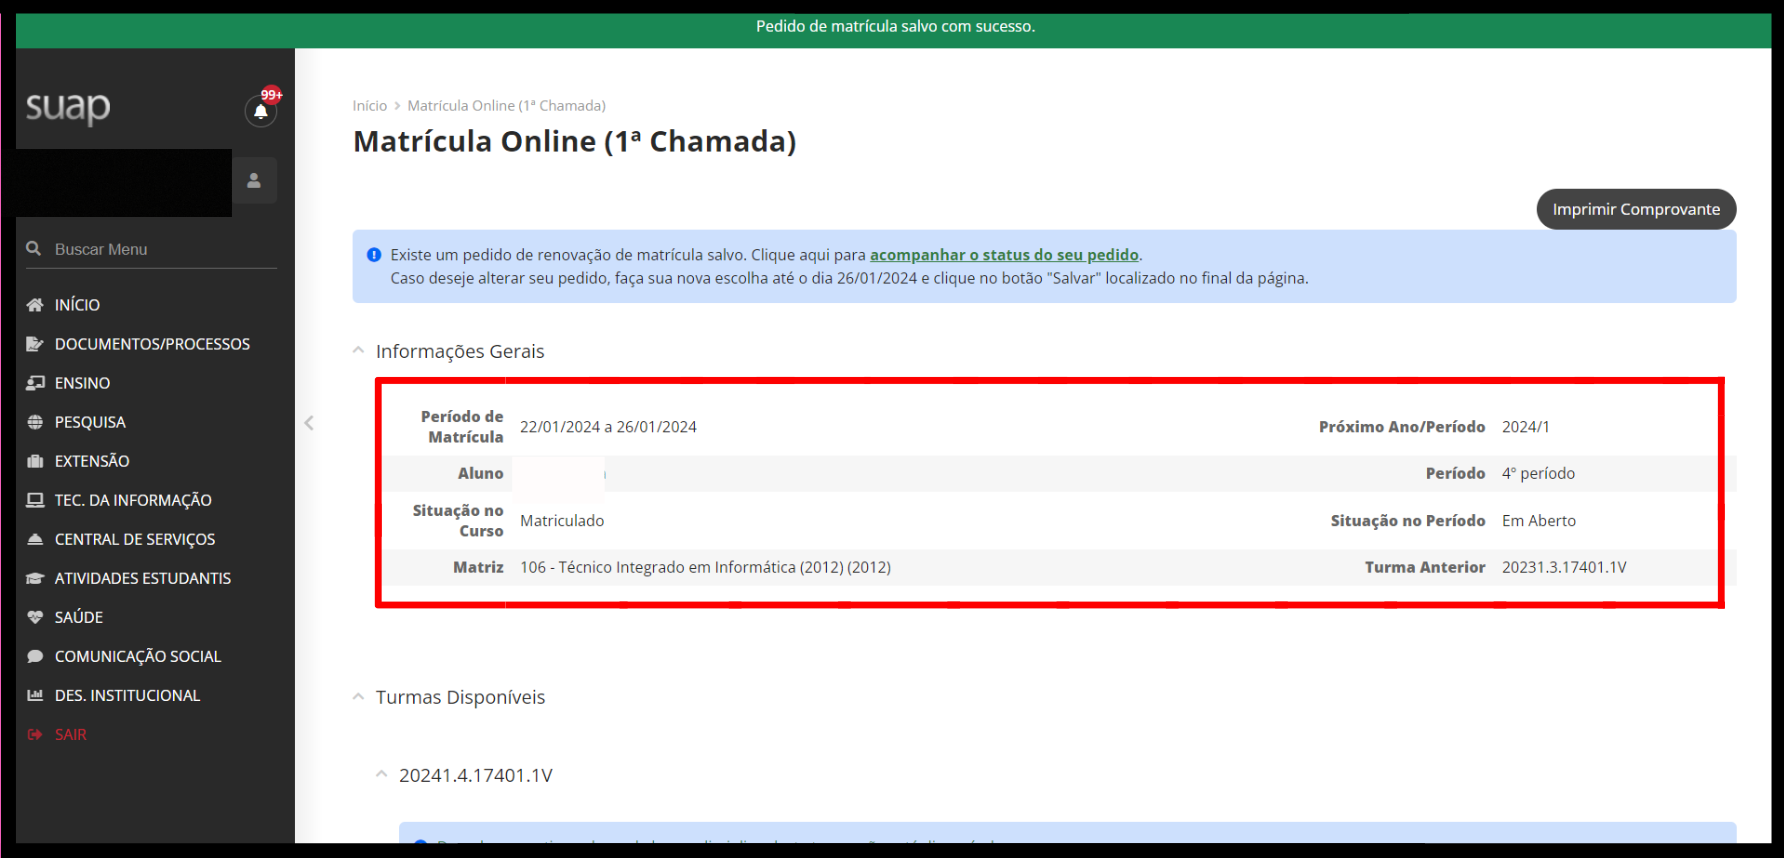 Pedido de matrícula salvo com sucesso.
suap
99+
Buscar Menu
INÍCIO
DOCUMENTOS/PROCESSOS
ENSINO
PESQUISA
EXTENSÃO
TEC. DA INFORMAÇÃO
CENTRAL DE SERVIÇOS
ATIVIDADES ESTUDANTIS
SAÚDE
COMUNICAÇÃO SOCIAL
DES. INSTITUCIONAL
SAIR
Início > Matrícula Online (1ª Chamada)
Matrícula Online (1ª Chamada)
Imprimir Comprovante
Existe um pedido de renovação de matrícula salvo. Clique aqui para acompanhar o status do seu pedido.
Caso deseje alterar seu pedido, faça sua nova escolha até o dia 26/01/2024 e clique no botão "Salvar" localizado no final da página.
Informações Gerais
Período de Matrícula 22/01/2024 a 26/01/2024 Próximo Ano/Período 2024/1
Aluno Período 4º período
Situação no Curso Matriculado Situação no Período Em Aberto
Matriz 106 - Técnico Integrado em Informática (2012) (2012) Turma Anterior 20231.3.17401.1V
Turmas Disponíveis
20241.4.17401.1V